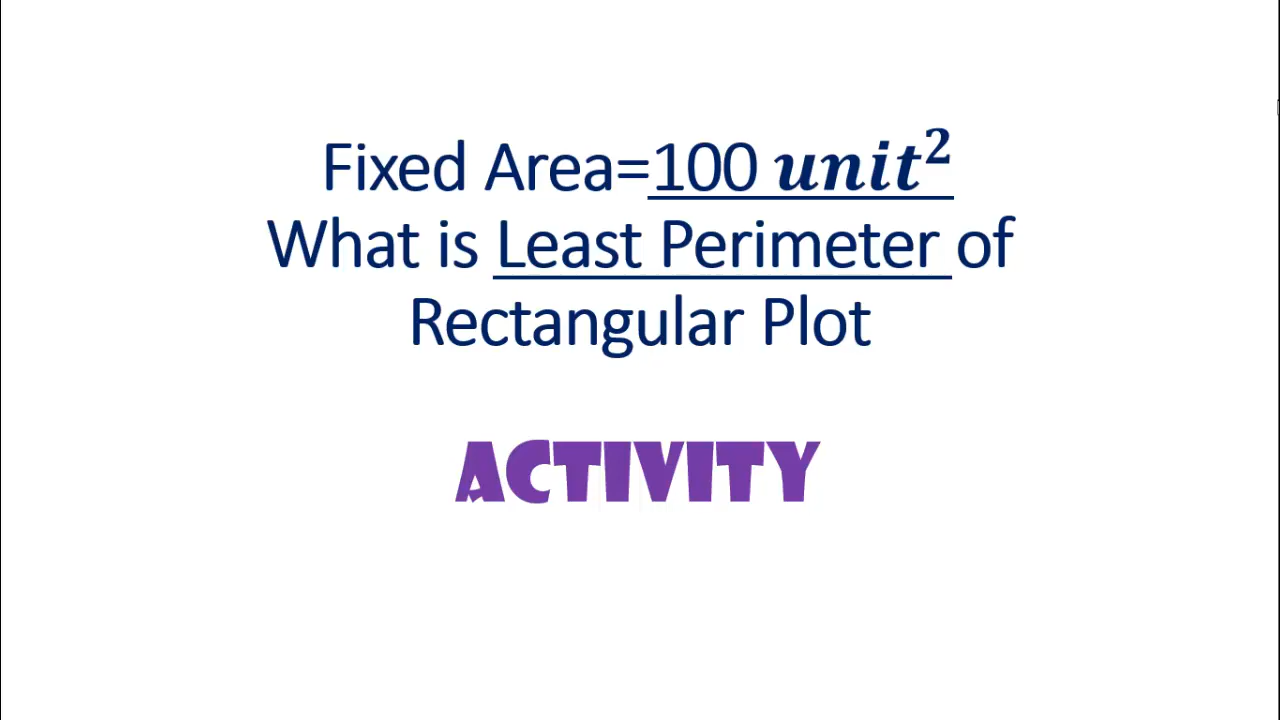 Fixed Area=100 unit²
What is Least Perimeter of
Rectangular Plot
ACTIVITY